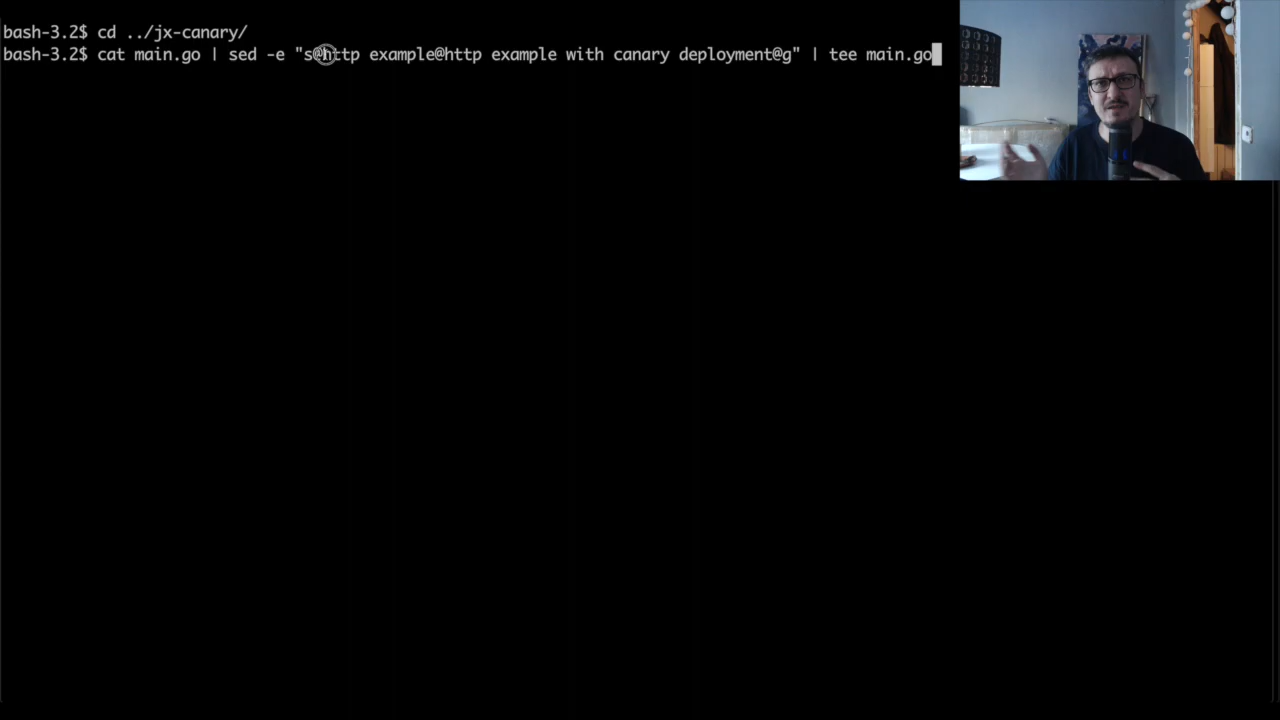 bash-3.2$ cd ../jx-canary/
bash-3.2$ cat main.go | sed -e "s@http example@http example with canary deployment@g" | tee main.go